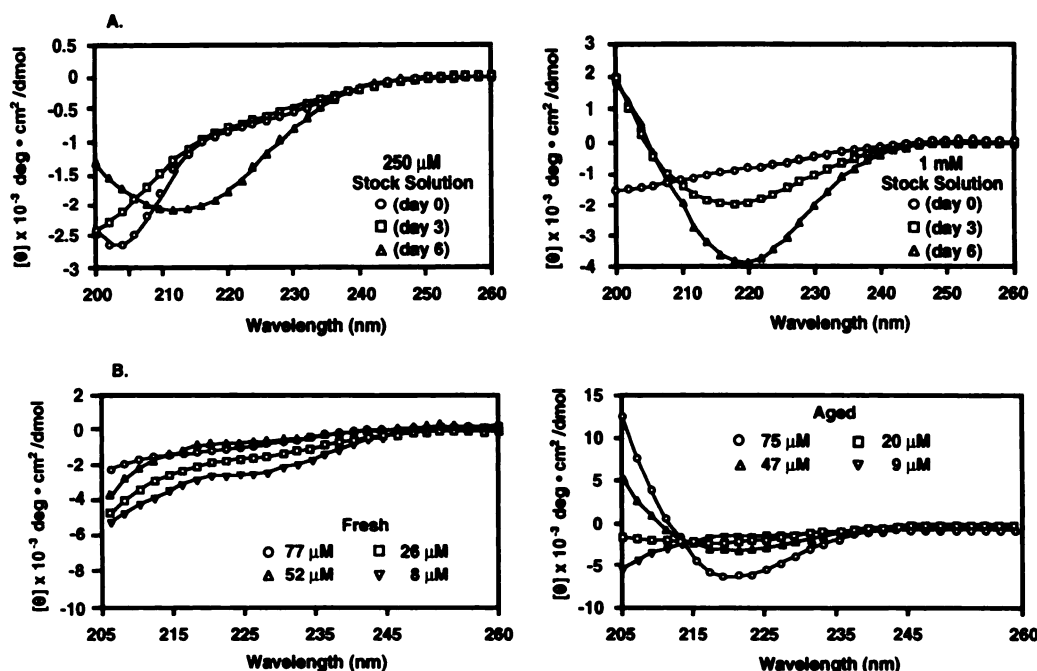 A.
[θ] x 10⁻³ deg • cm² /dmol
0.5
0
-0.5
-1
-1.5
-2
-2.5
-3
250 μM
Stock Solution
(day 0)
(day 3)
(day 6)
200 210 220 230 240 250 260
Wavelength (nm)
[θ] x 10⁻³ deg • cm² /dmol
3
2
1
0
-1
-2
-3
-4
1 mM
Stock Solution
(day 0)
(day 3)
(day 6)
200 210 220 230 240 250 260
Wavelength (nm)
B.
[θ] x 10⁻³ deg • cm² /dmol
2
0
-2
-4
-6
-8
-10
Fresh
77 μM 26 μM
52 μM 8 μM
205 215 225 235 245 260
Wavelength (nm)
[θ] x 10⁻³ deg • cm² /dmol
15
10
5
0
-5
-10
Aged
75 μM 20 μM
47 μM 9 μM
205 215 225 235 245 260
Wavelength (nm)